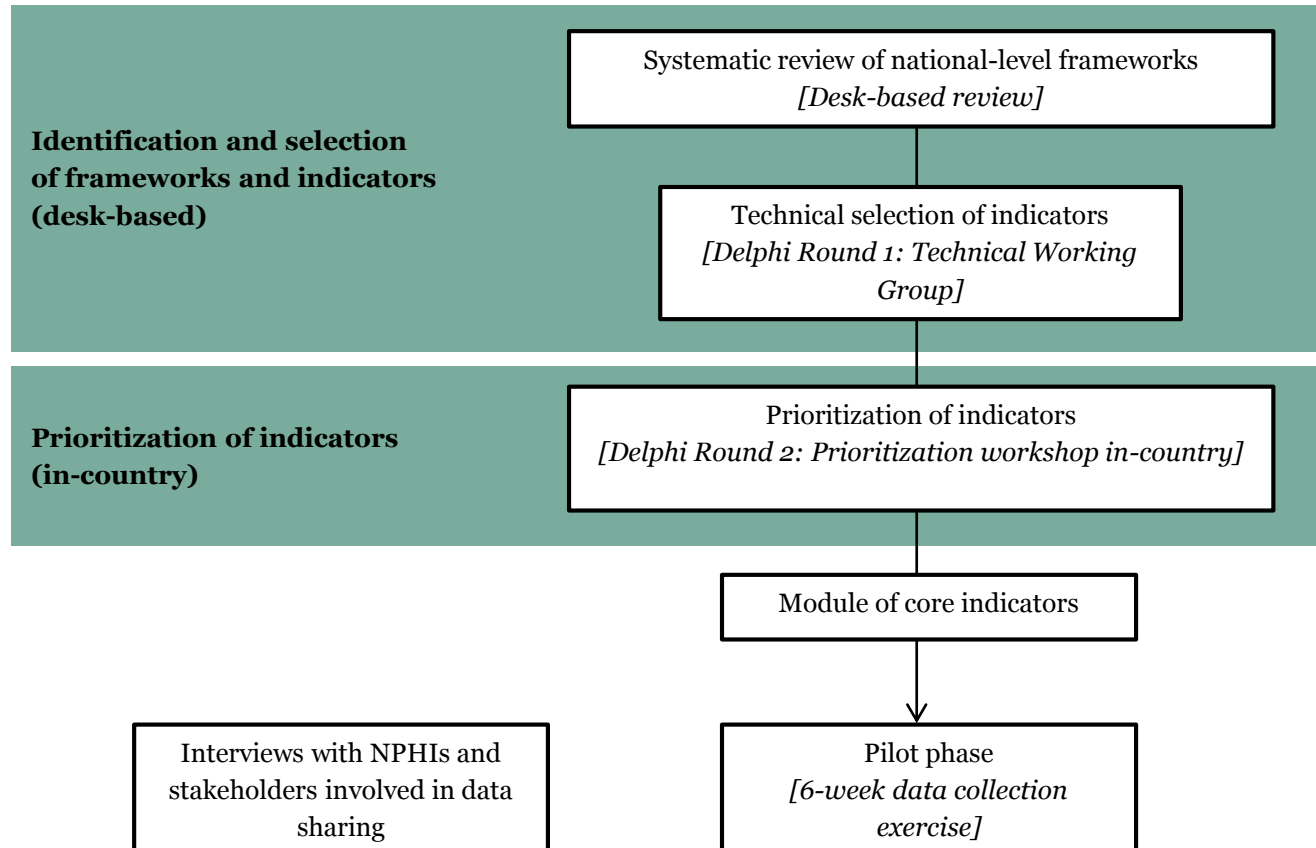 Systematic review of national-level frameworks
[Desk-based review]
Identification and selection
of frameworks and indicators
(desk-based)
Technical selection of indicators
[Delphi Round 1: Technical Working
Group]
Prioritization of indicators
(in-country)
Prioritization of indicators
[Delphi Round 2: Prioritization workshop in-country]
Module of core indicators
Interviews with NPHIs and
stakeholders involved in data
sharing
Pilot phase
[6-week data collection
exercise]